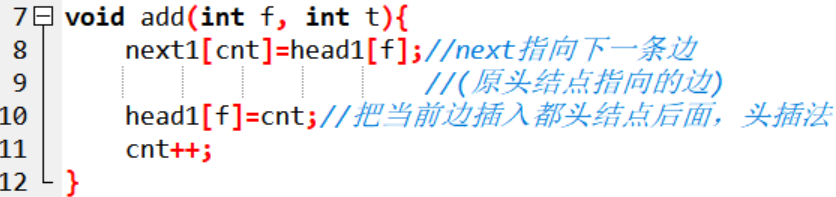 7 void add(int f, int t){
8 next1[cnt]=head1[f];//next指向下一条边
9 //(原头结点指向的边)
10 head1[f]=cnt;//把当前边插入都头结点后面，头插法
11 cnt++;
12 }